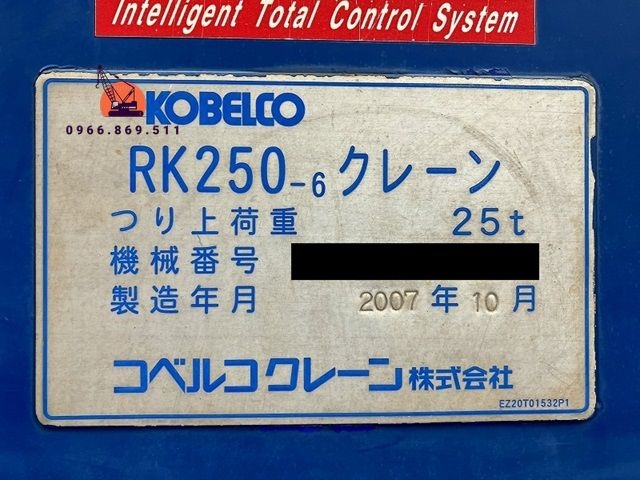 Intelligent Total Control System
KOBELCO
0966.869.511
RK250-6クレーン
つり上荷重 25t
機械番号
製造年月 2007年10月
コベルコクレーン株式会社
EZ20T01532P1